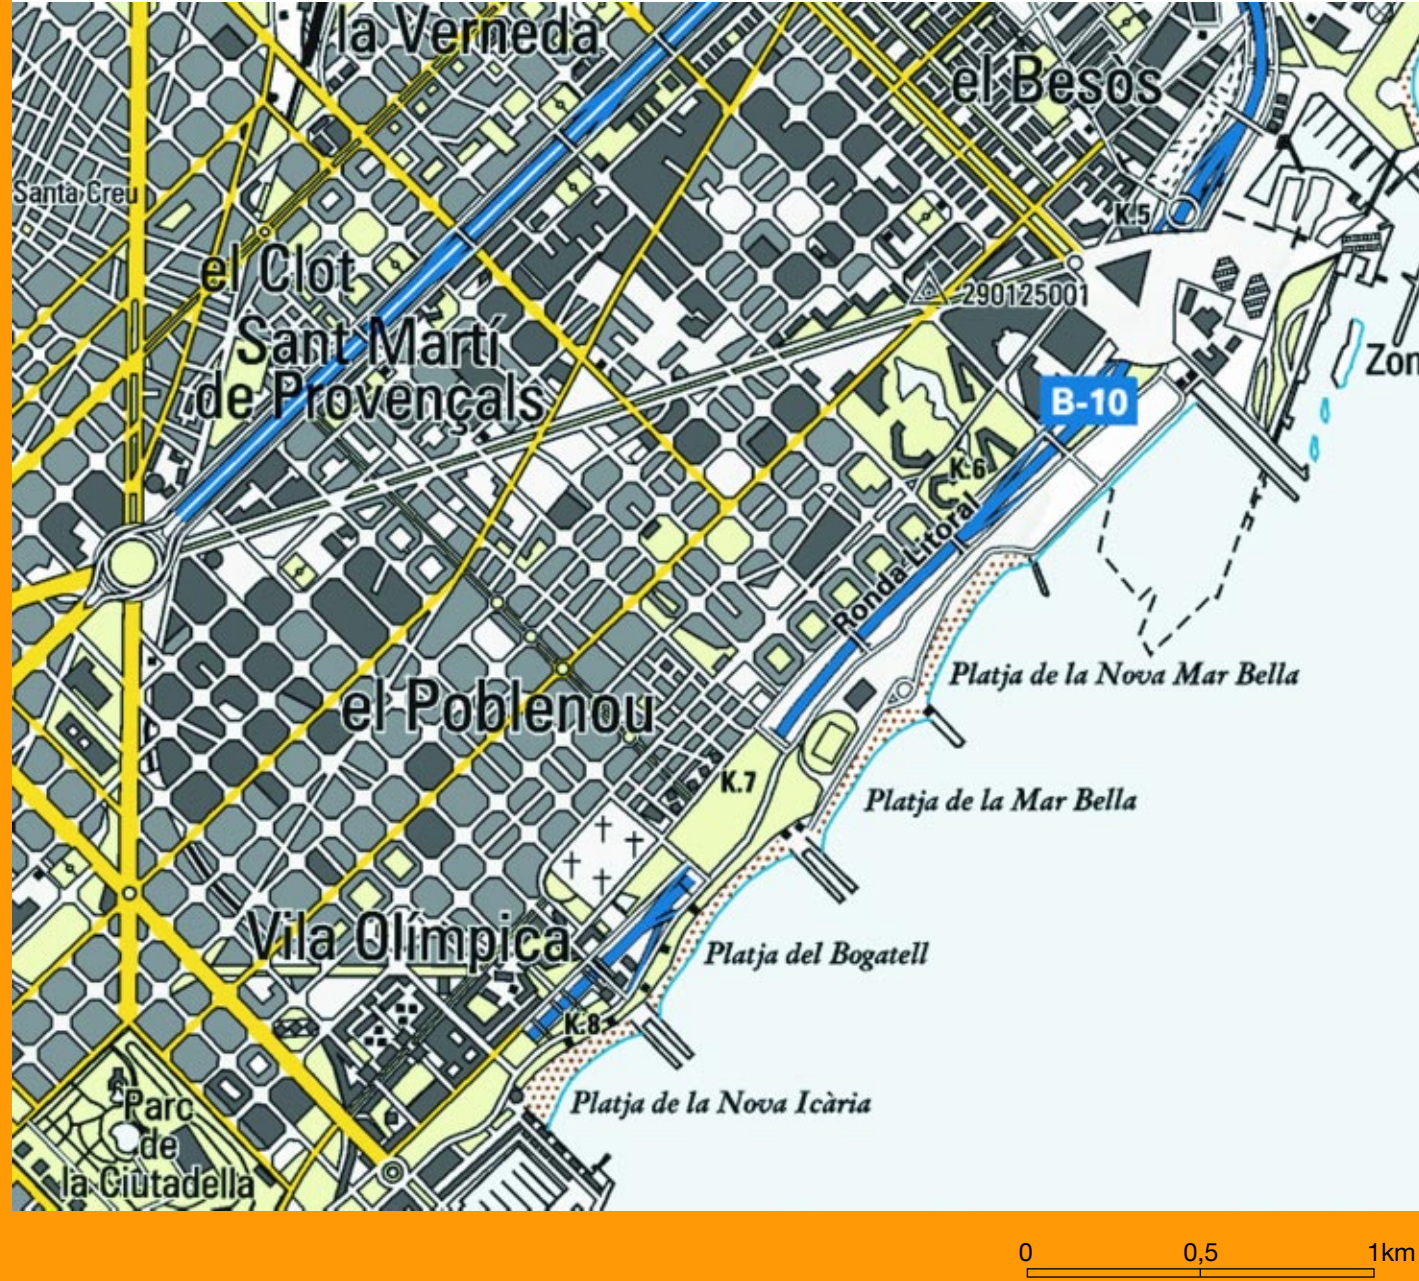 la Verneda
el Besòs
Santa Creu
K.5
el Clot
290125001
Sant Martí
de Provençals
Zon
B-10
K.6
Ronda Litoral
Platja de la Nova Mar Bella
el Poblenou
K.7
Platja de la Mar Bella
Vila Olímpica
Platja del Bogatell
K.8
Parc
de
la Ciutadella
Platja de la Nova Icària
0 0,5 1km